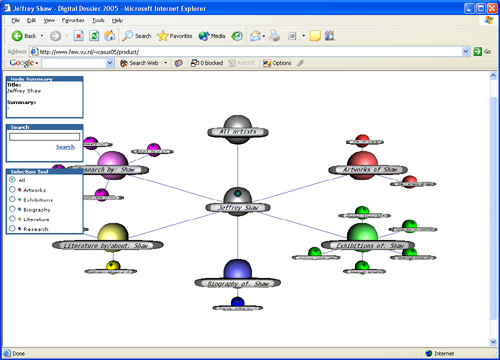 Jeffrey Shaw - Digital Dossier 2005 - Microsoft Internet Explorer
File Edit View Favorites Tools Help
Back Search Favorites Media
Address http://www.few.vu.nl/~casus05/product/ Go
Google Search Web 0 blocked AutoFill Options
Node Summary
Title:
Jeffrey Shaw
Summary:
-
Search
Search
Selection Tool
All
Artworks
Exhibitions
Biography
Literature
Research
All artists
search by: Shaw
Artworks of Shaw
Jeffrey Shaw
Literature by/about: Shaw
Exhibitions of: Shaw
Biography of: Shaw
Done Internet